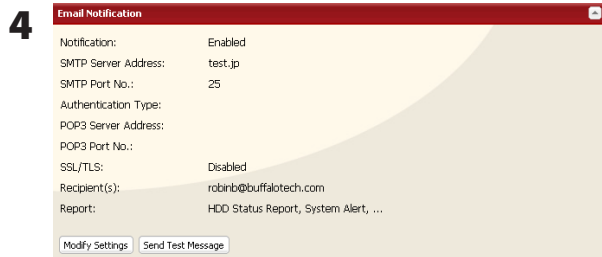 4
Email Notification
Notification: Enabled
SMTP Server Address: test.jp
SMTP Port No.: 25
Authentication Type:
POP3 Server Address:
POP3 Port No.:
SSL/TLS: Disabled
Recipient(s): robinb@buffalotech.com
Report: HDD Status Report, System Alert, ...
Modify Settings Send Test Message